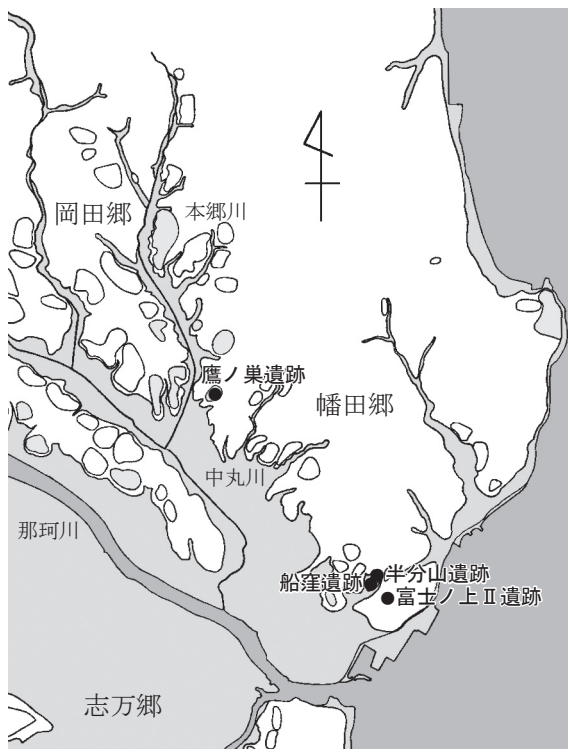 岡田郷
本郷川
鷹ノ巣遺跡
幡田郷
中丸川
那珂川
船窪遺跡
半分山遺跡
富士ノ上Ⅱ遺跡
志万郷